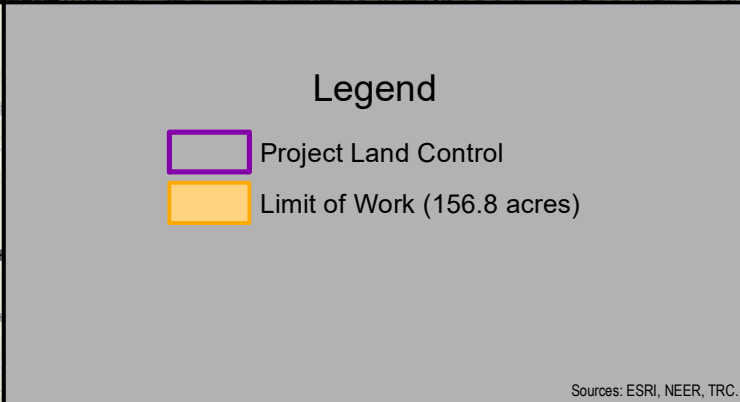 Legend
Project Land Control
Limit of Work (156.8 acres)
Sources: ESRI, NEER, TRC.